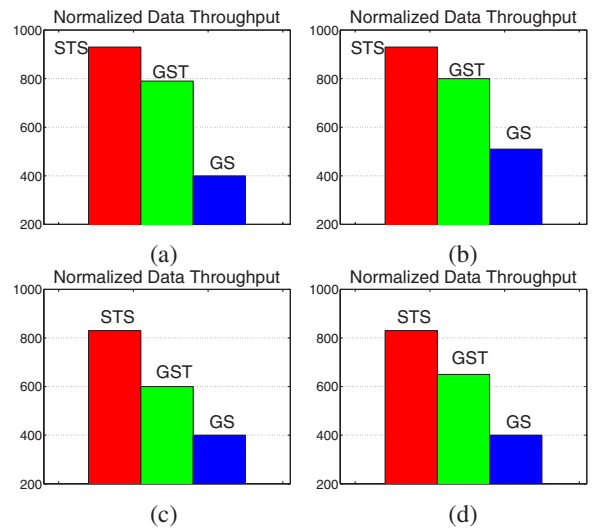 Normalized Data Throughput
1000
800
600
400
200
STS
GST
GS
(a)
Normalized Data Throughput
1000
800
600
400
200
STS
GST
GS
(b)
Normalized Data Throughput
1000
800
600
400
200
STS
GST
GS
(c)
Normalized Data Throughput
1000
800
600
400
200
STS
GST
GS
(d)